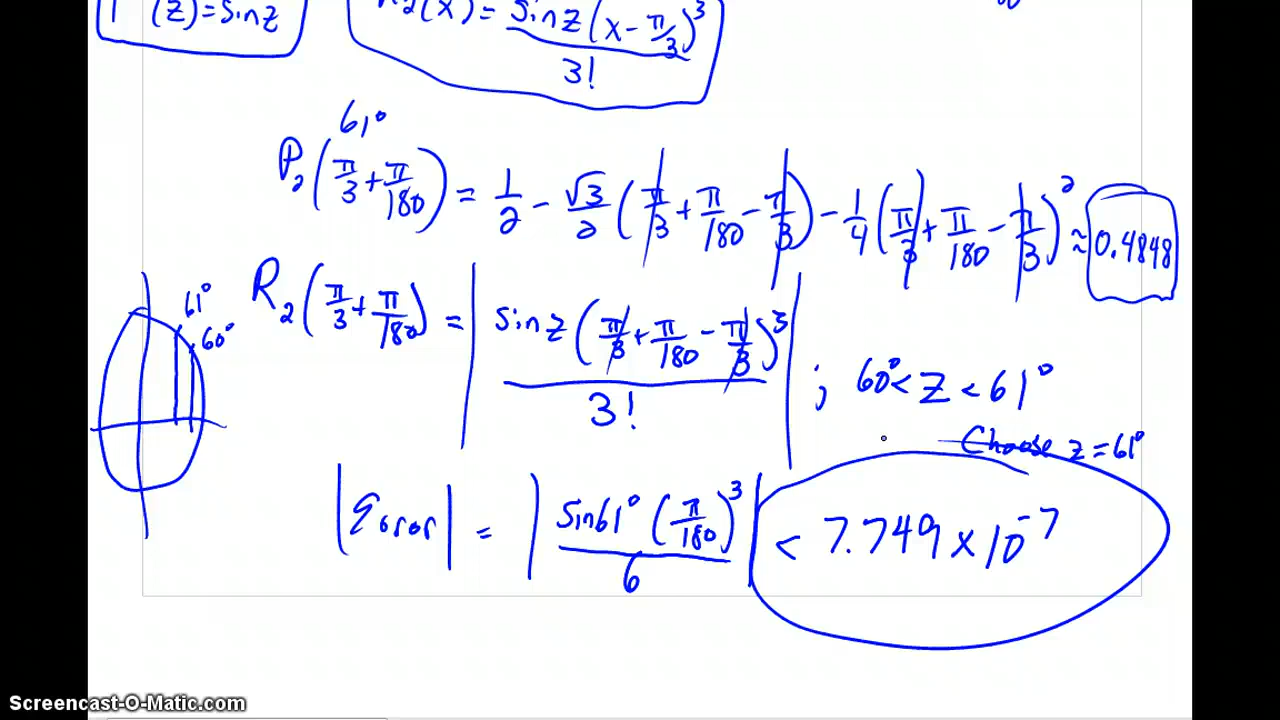 (z) = sin z
R₂(x) = sin z (x - π/3)³ / 3!
61°
P₂(π/3 + π/180) = 1/2 - √3/2 (π/3 + π/180 - π/3) - 1/4 (π/3 + π/180 - π/3)² ≈ 0.4848
61°
60°
R₂(π/3 + π/180) = | sin z (π/3 + π/180 - π/3)³ / 3! | ; 60° < z < 61°
Choose z = 61°
|error| = | sin 61° (π/180)³ / 6 | < 7.749 × 10⁻⁷
Screencast-O-Matic.com